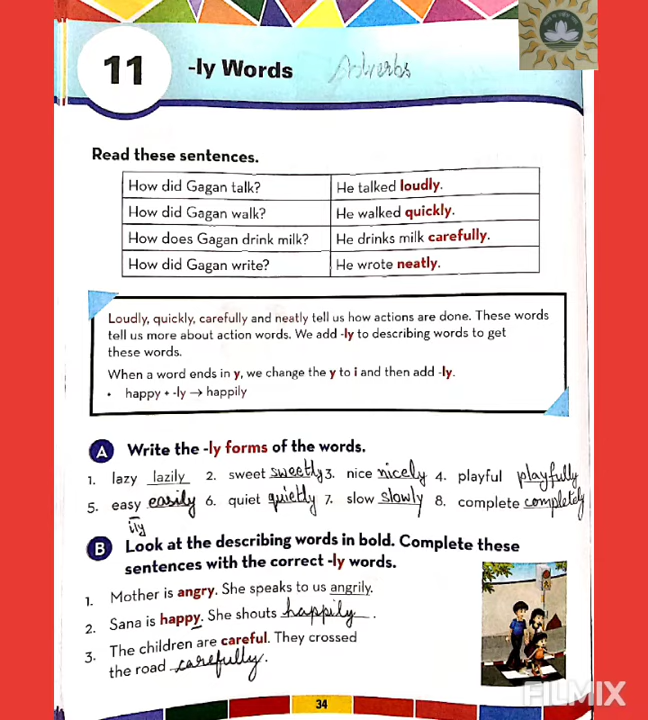 11 -ly Words Adverbs
Read these sentences.
How did Gagan talk? He talked loudly.
How did Gagan walk? He walked quickly.
How does Gagan drink milk? He drinks milk carefully.
How did Gagan write? He wrote neatly.
Loudly, quickly, carefully and neatly tell us how actions are done. These words
tell us more about action words. We add -ly to describing words to get
these words.
When a word ends in y, we change the y to i and then add -ly.
• happy + -ly → happily
A Write the -ly forms of the words.
1. lazy lazily 2. sweet sweetly 3. nice nicely 4. playful playfully
5. easy easily 6. quiet quietly 7. slow slowly 8. complete completely
ily
B Look at the describing words in bold. Complete these
sentences with the correct -ly words.
1. Mother is angry. She speaks to us angrily.
2. Sana is happy. She shouts happily.
3. The children are careful. They crossed
the road carefully.
34
FILMIX